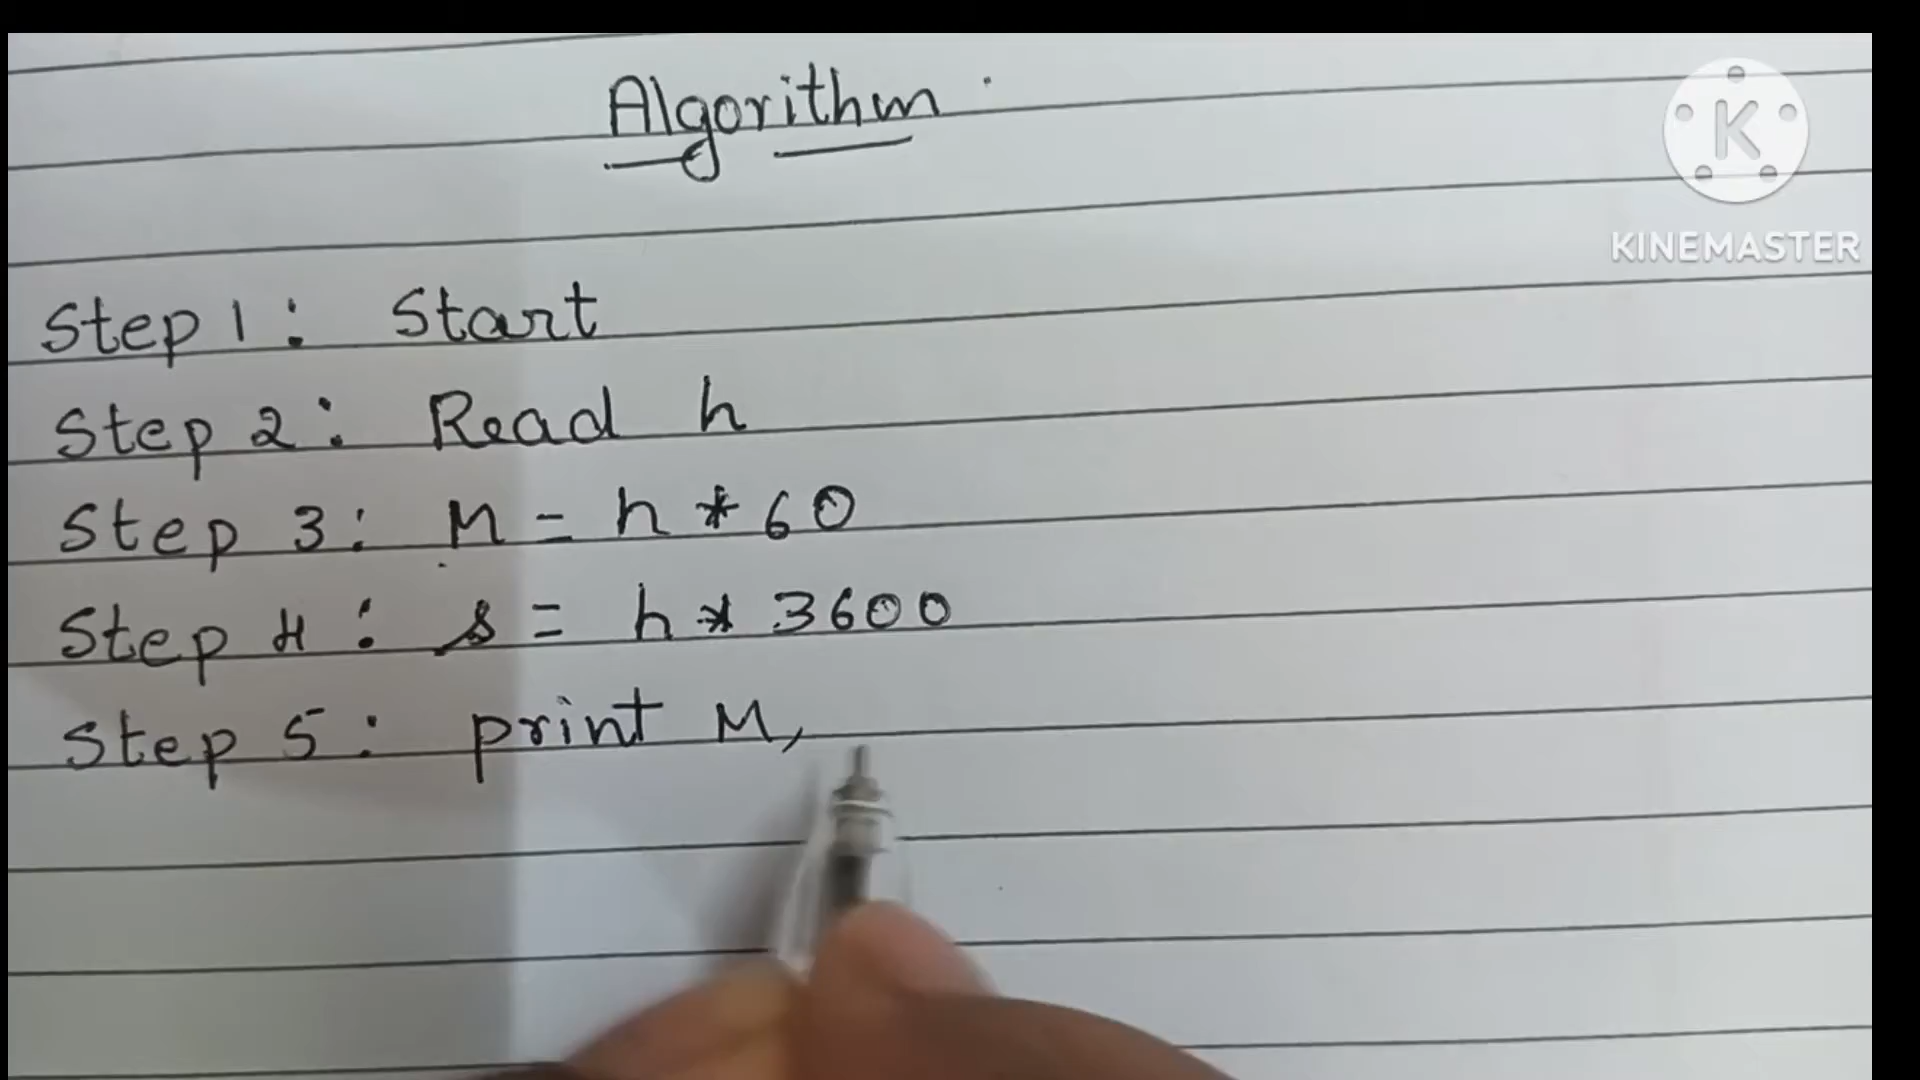 Algorithm
K
KINEMASTER
Step 1 : Start
Step 2 : Read h
Step 3 : M = h * 60
Step 4 : s = h * 3600
Step 5 : print M,